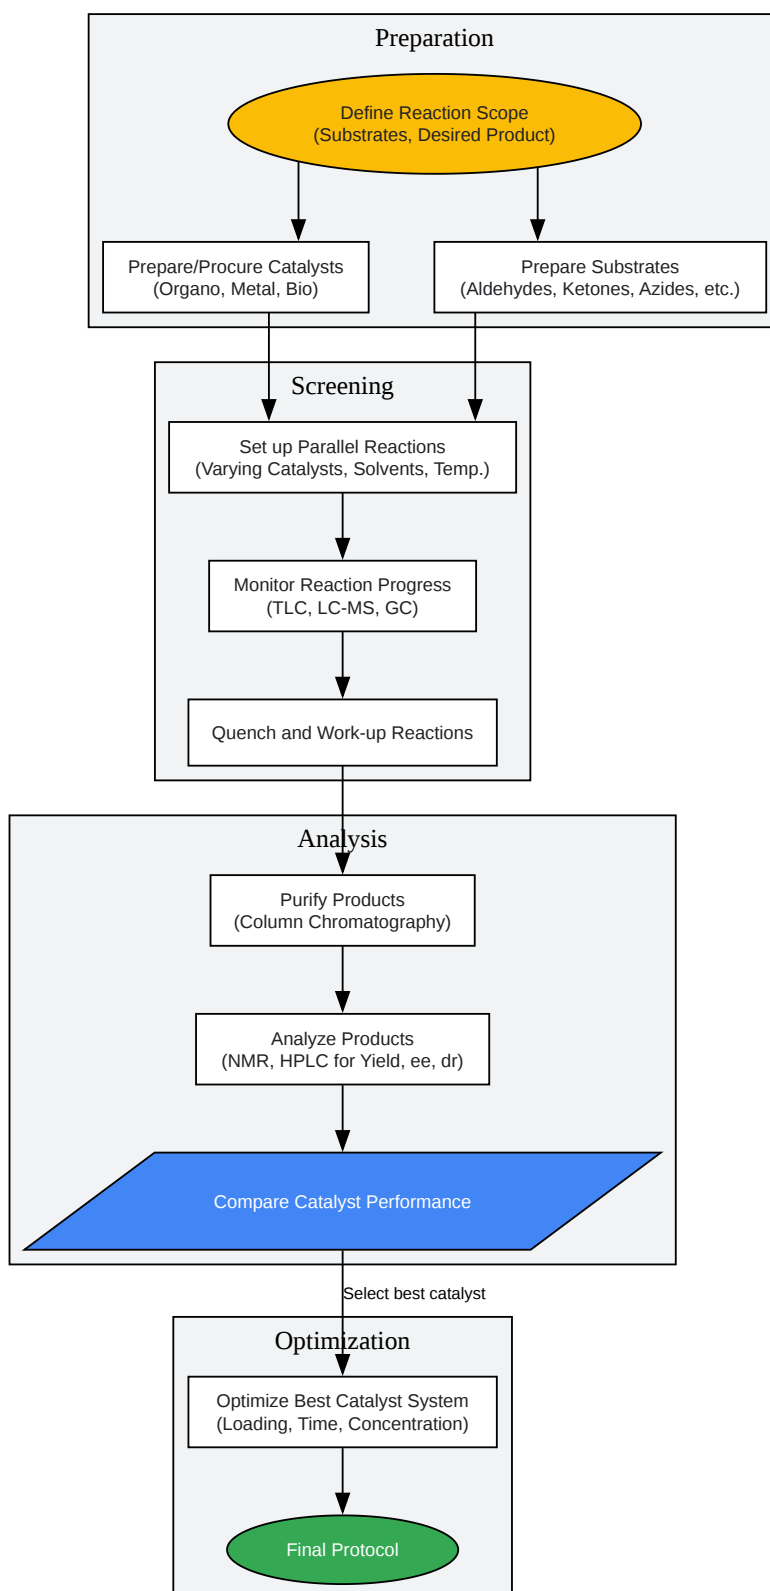 Preparation
Define Reaction Scope
(Substrates, Desired Product)
Prepare/Procure Catalysts
(Organo, Metal, Bio)
Prepare Substrates
(Aldehydes, Ketones, Azides, etc.)
Screening
Set up Parallel Reactions
(Varying Catalysts, Solvents, Temp.)
Monitor Reaction Progress
(TLC, LC-MS, GC)
Quench and Work-up Reactions
Analysis
Purify Products
(Column Chromatography)
Analyze Products
(NMR, HPLC for Yield, ee, dr)
Compare Catalyst Performance
Select best catalyst
Optimization
Optimize Best Catalyst System
(Loading, Time, Concentration)
Final Protocol